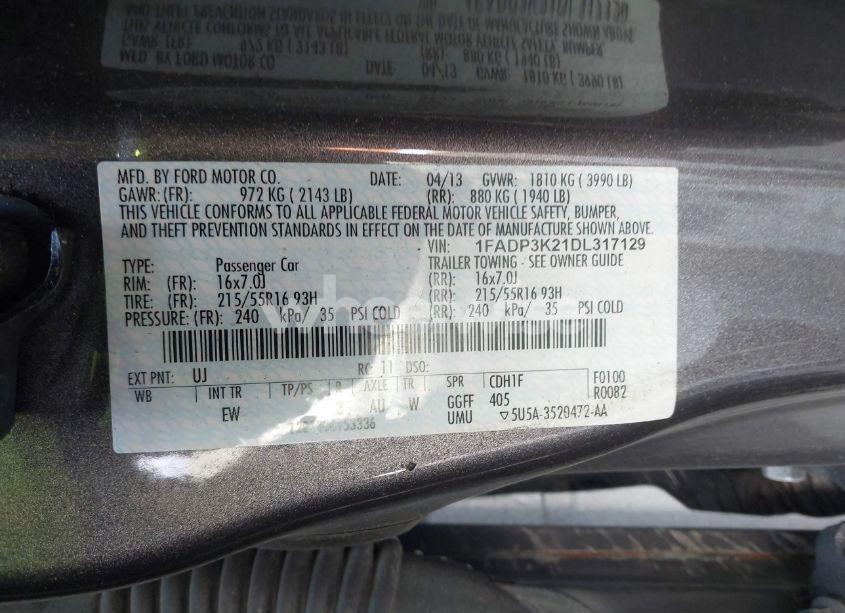 MFD. BY FORD MOTOR CO. DATE: 04/13 GVWR: 1810 KG ( 3990 LB)
GAWR: (FR): 972 KG ( 2143 LB) (RR): 880 KG ( 1940 LB)
THIS VEHICLE CONFORMS TO ALL APPLICABLE FEDERAL MOTOR VEHICLE SAFETY, BUMPER,
AND THEFT PREVENTION STANDARDS IN EFFECT ON THE DATE OF MANUFACTURE SHOWN ABOVE.
VIN: 1FADP3K21DL317129
TYPE: Passenger Car TRAILER TOWING - SEE OWNER GUIDE
RIM: (FR): 16x7.0J (RR): 16x7.0J
TIRE: (FR): 215/55R16 93H (RR): 215/55R16 93H
PRESSURE: (FR): 240 kPa/ 35 PSI COLD (RR): 240 kPa/ 35 PSI COLD
EXT PNT: UJ RC: 11 DSO:
WB INT TR TP/PS R AXLE TR SPR CDH1F F0100
EW 3 AU W GGFF 405 R0082
UMU ▽5U5A-3520472-AA